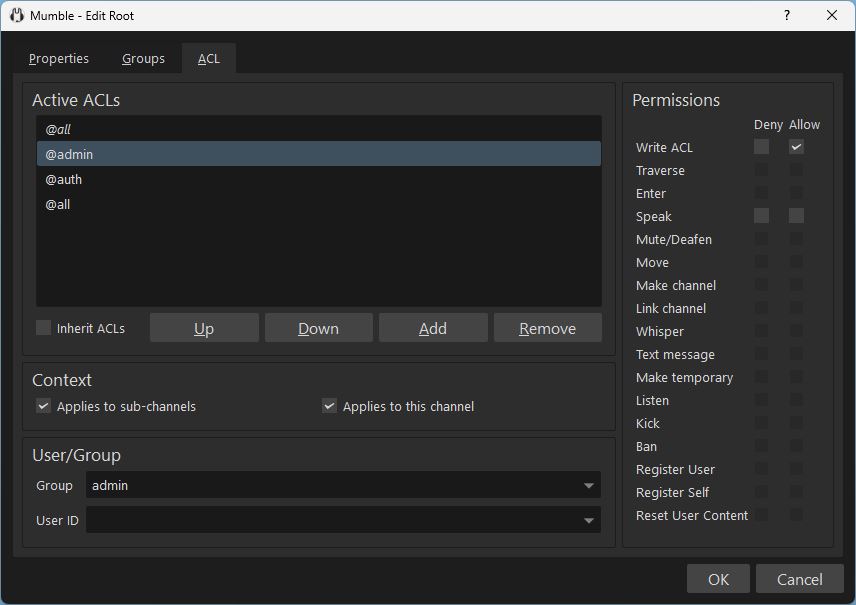 Mumble - Edit Root
?
Properties
Groups
ACL
Active ACLs
@all
@admin
@auth
@all
Inherit ACLs
Up
Down
Add
Remove
Context
Applies to sub-channels
Applies to this channel
User/Group
Group
admin
User ID
Permissions
Deny Allow
Write ACL
Traverse
Enter
Speak
Mute/Deafen
Move
Make channel
Link channel
Whisper
Text message
Make temporary
Listen
Kick
Ban
Register User
Register Self
Reset User Content
OK
Cancel